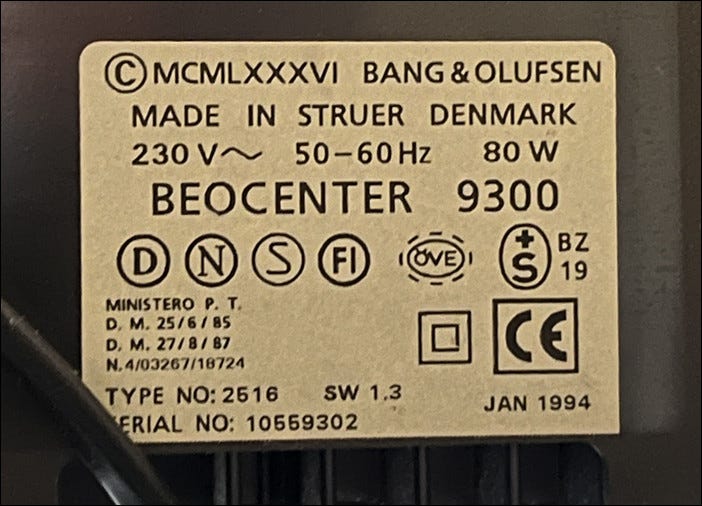 © MCMLXXXVI BANG & OLUFSEN
MADE IN STRUER DENMARK
230 V~ 50-60 Hz 80 W
BEOCENTER 9300
D N S FI ÖVE +S BZ 19
MINISTERO P. T.
D. M. 25/6/85
D. M. 27/8/87
N.4/03267/18724
CE
TYPE NO: 2516 SW 1.3
JAN 1994
ERIAL NO: 10559302